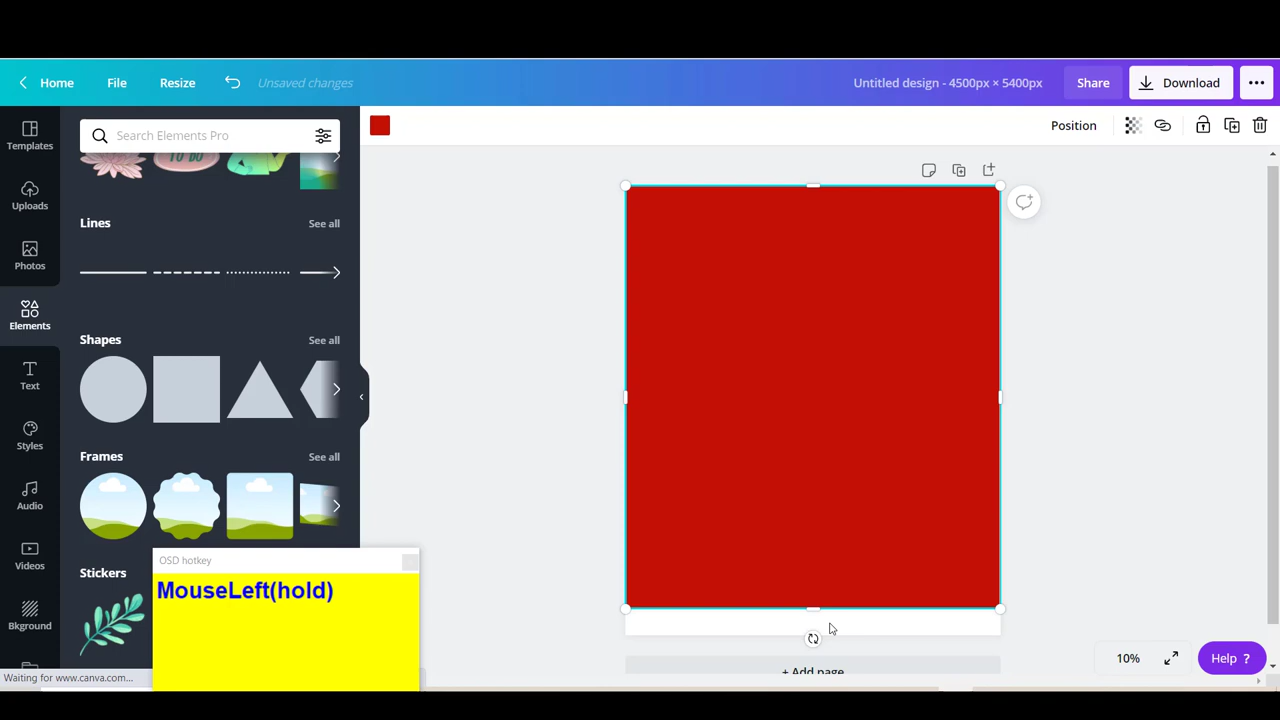 Home
File
Resize
Unsaved changes
Untitled design - 4500px × 5400px
Share
Download
Templates
Uploads
Photos
Elements
Text
Styles
Audio
Videos
Bkground
Search Elements Pro
TO DO
Lines
See all
Shapes
See all
Frames
See all
Stickers
OSD hotkey
MouseLeft(hold)
Position
+ Add page
10%
Help ?
Waiting for www.canva.com...